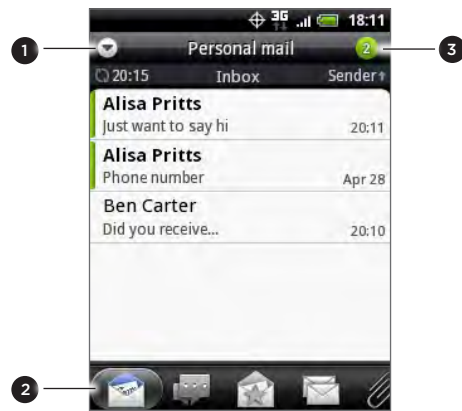 3G 18:11
1 Personal mail 2 3
20:15 Inbox Sender↑
Alisa Pritts
Just want to say hi 20:11
Alisa Pritts
Phone number Apr 28
Ben Carter
Did you receive... 20:10
2